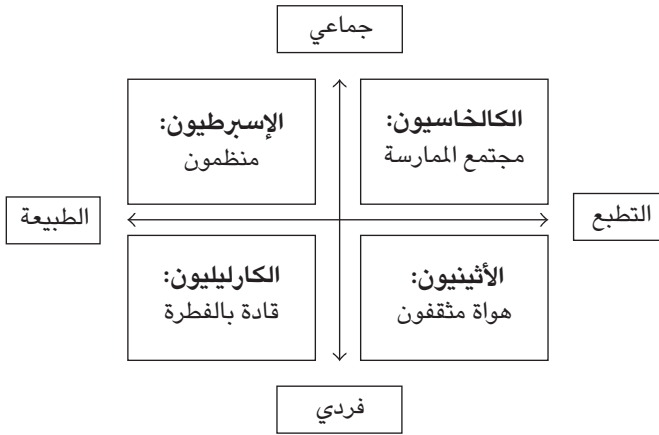 جماعي
الكالخاسيون:
مجتمع الممارسة
الإسبرطيون:
منظمون
التطبع
الطبيعة
الأثينيون:
هواة مثقفون
الكارليليون:
قادة بالفطرة
فردي